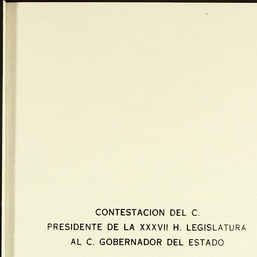 CONTESTACION DEL C.
PRESIDENTE DE LA XXXVII H. LEGISLATURA
AL C. GOBERNADOR DEL ESTADO